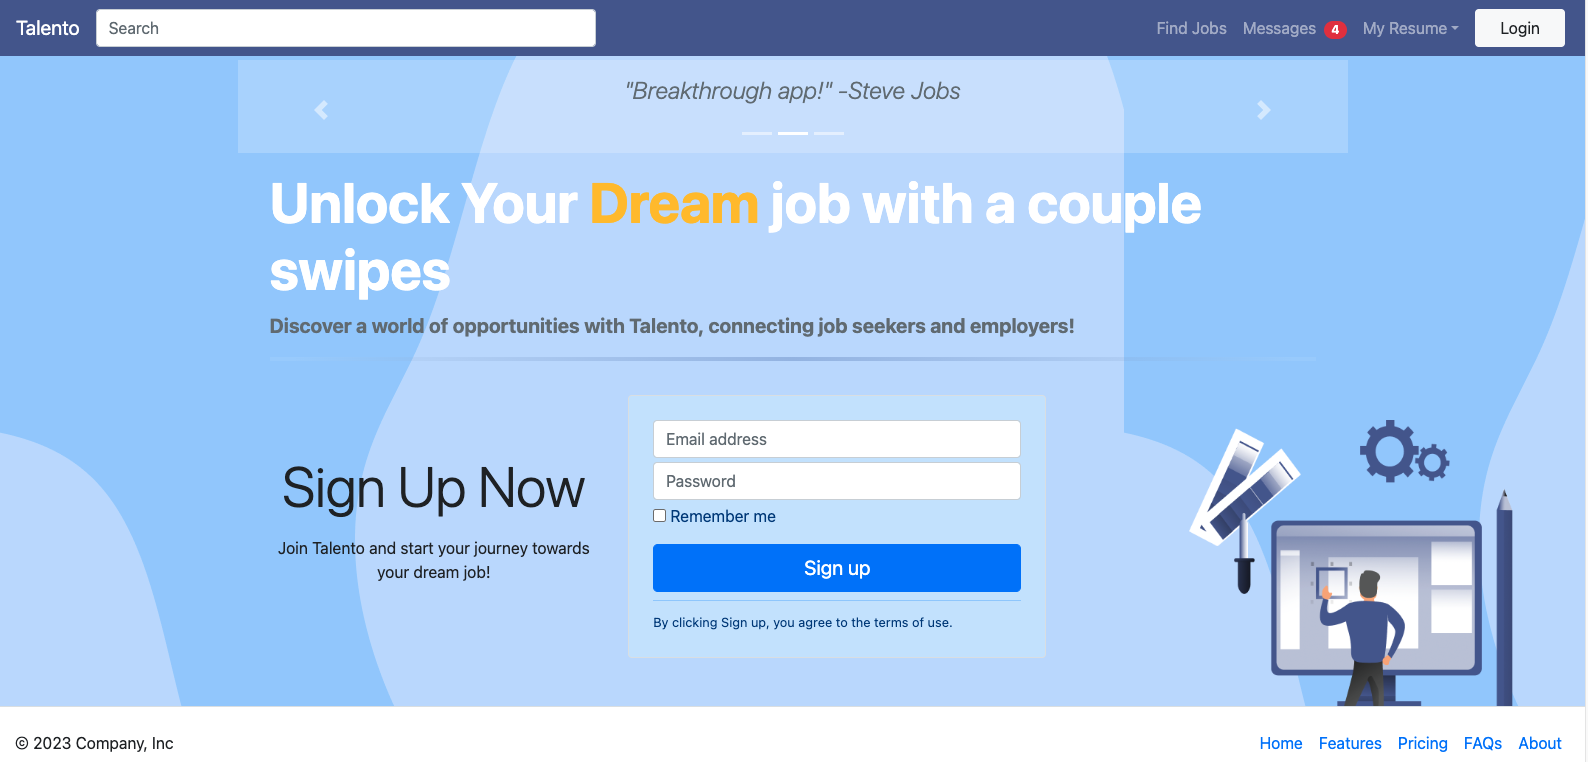 Talento Search Find Jobs Messages 4 My Resume Login
"Breakthrough app!" -Steve Jobs
Unlock Your Dream job with a couple
swipes
Discover a world of opportunities with Talento, connecting job seekers and employers!
Sign Up Now
Join Talento and start your journey towards
your dream job!
Email address
Password
Remember me
Sign up
By clicking Sign up, you agree to the terms of use.
© 2023 Company, Inc Home Features Pricing FAQs About